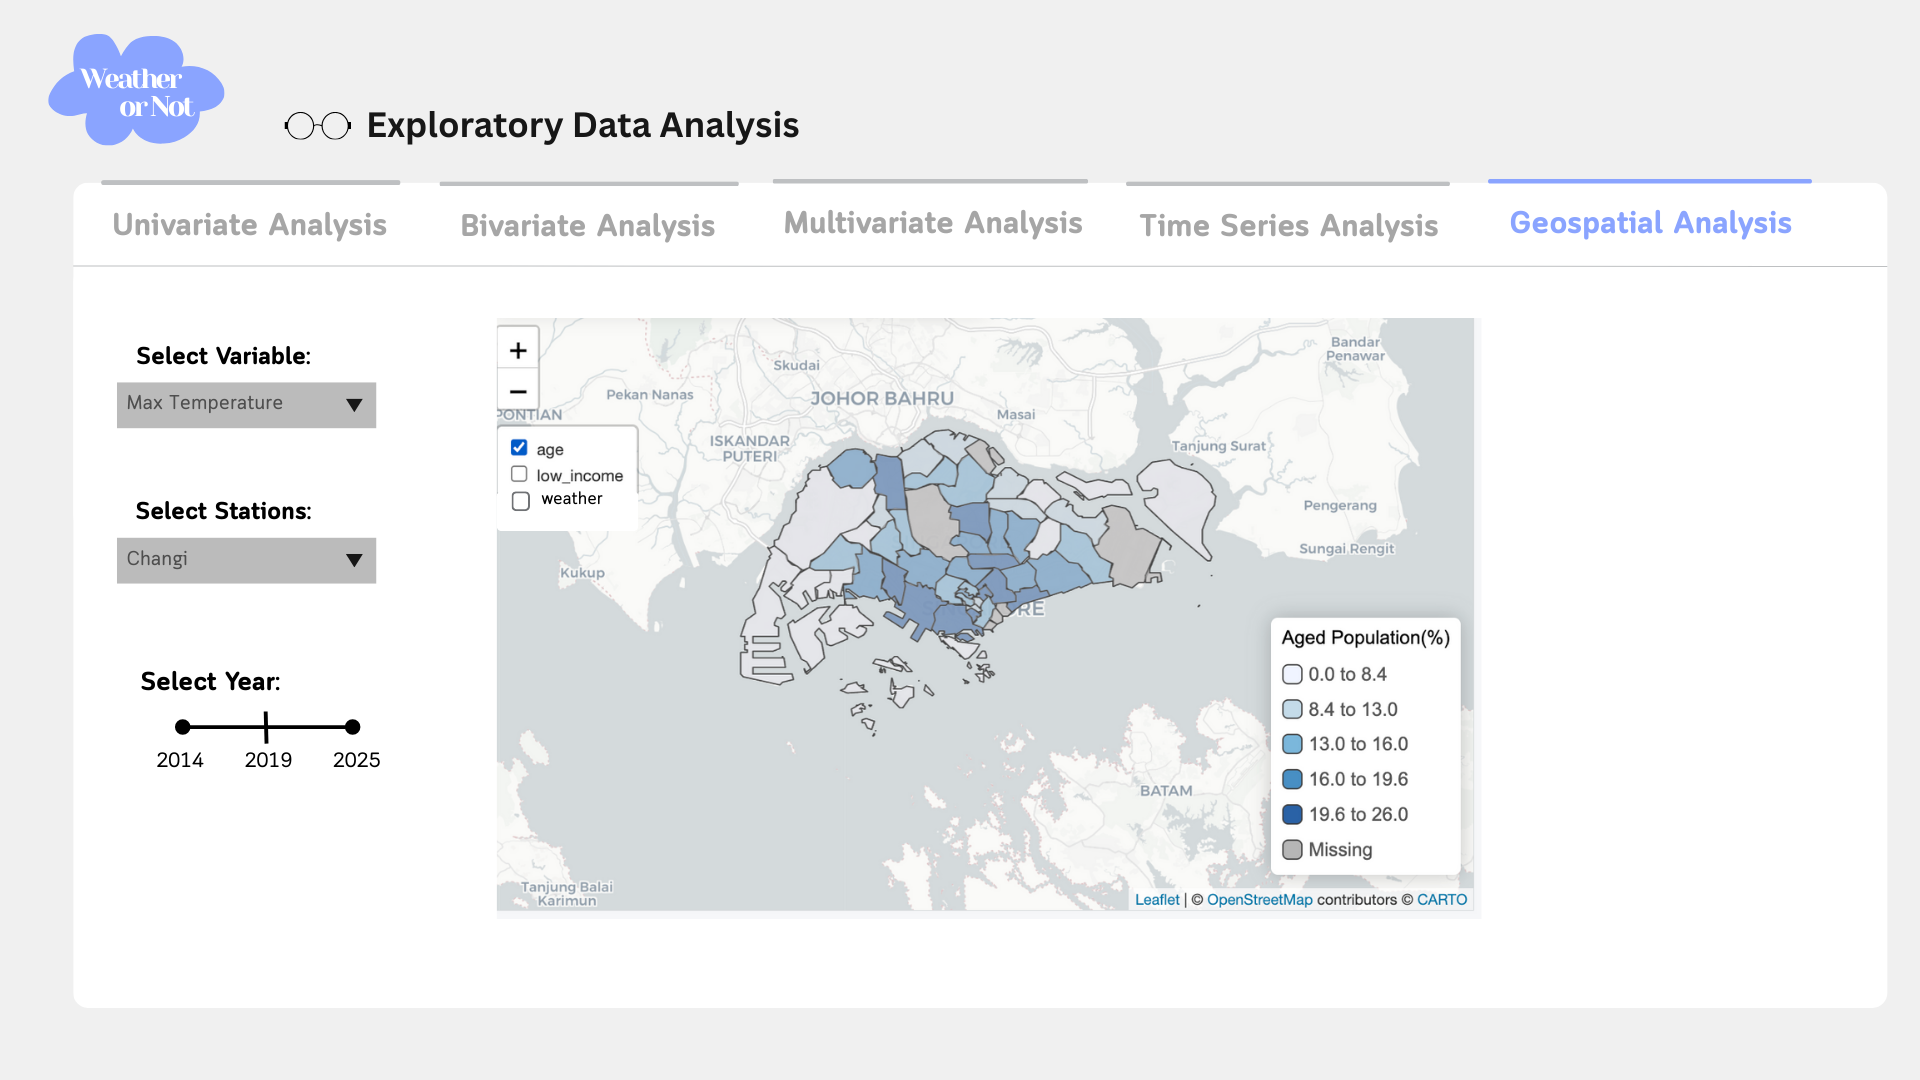 Weather
or Not
Exploratory Data Analysis
Univariate Analysis
Bivariate Analysis
Multivariate Analysis
Time Series Analysis
Geospatial Analysis
Select Variable:
Max Temperature
Select Stations:
Changi
Select Year:
2014
2019
2025
+
−
age
low_income
weather
PONTIAN
Pekan Nanas
Skudai
JOHOR BAHRU
ISKANDAR
PUTERI
Masai
Bandar
Penawar
Tanjung Surat
Pengerang
Sungai Rengit
Kukup
RE
BATAM
Tanjung Balai
Karimun
Aged Population(%)
0.0 to 8.4
8.4 to 13.0
13.0 to 16.0
16.0 to 19.6
19.6 to 26.0
Missing
Leaflet | © OpenStreetMap contributors © CARTO